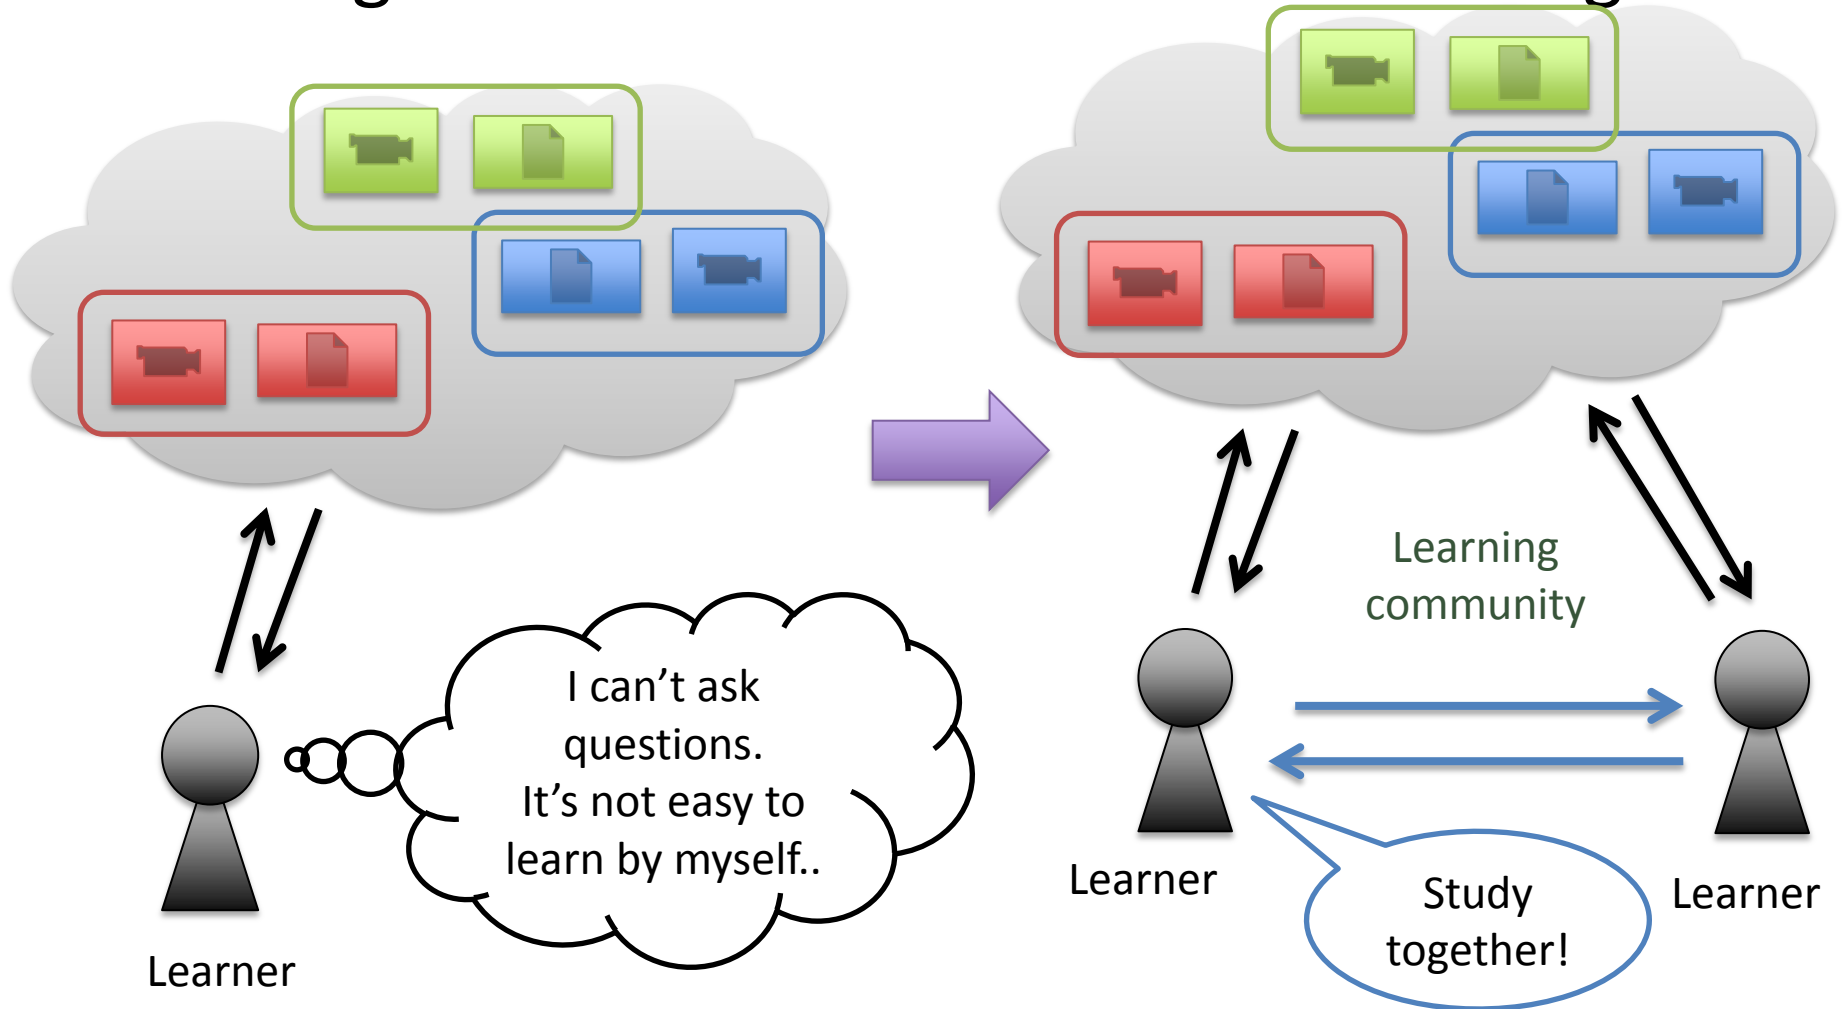 I can’t ask
questions.
It’s not easy to
learn by myself..
Learner
Learning
community
Learner
Study
together!
Learner